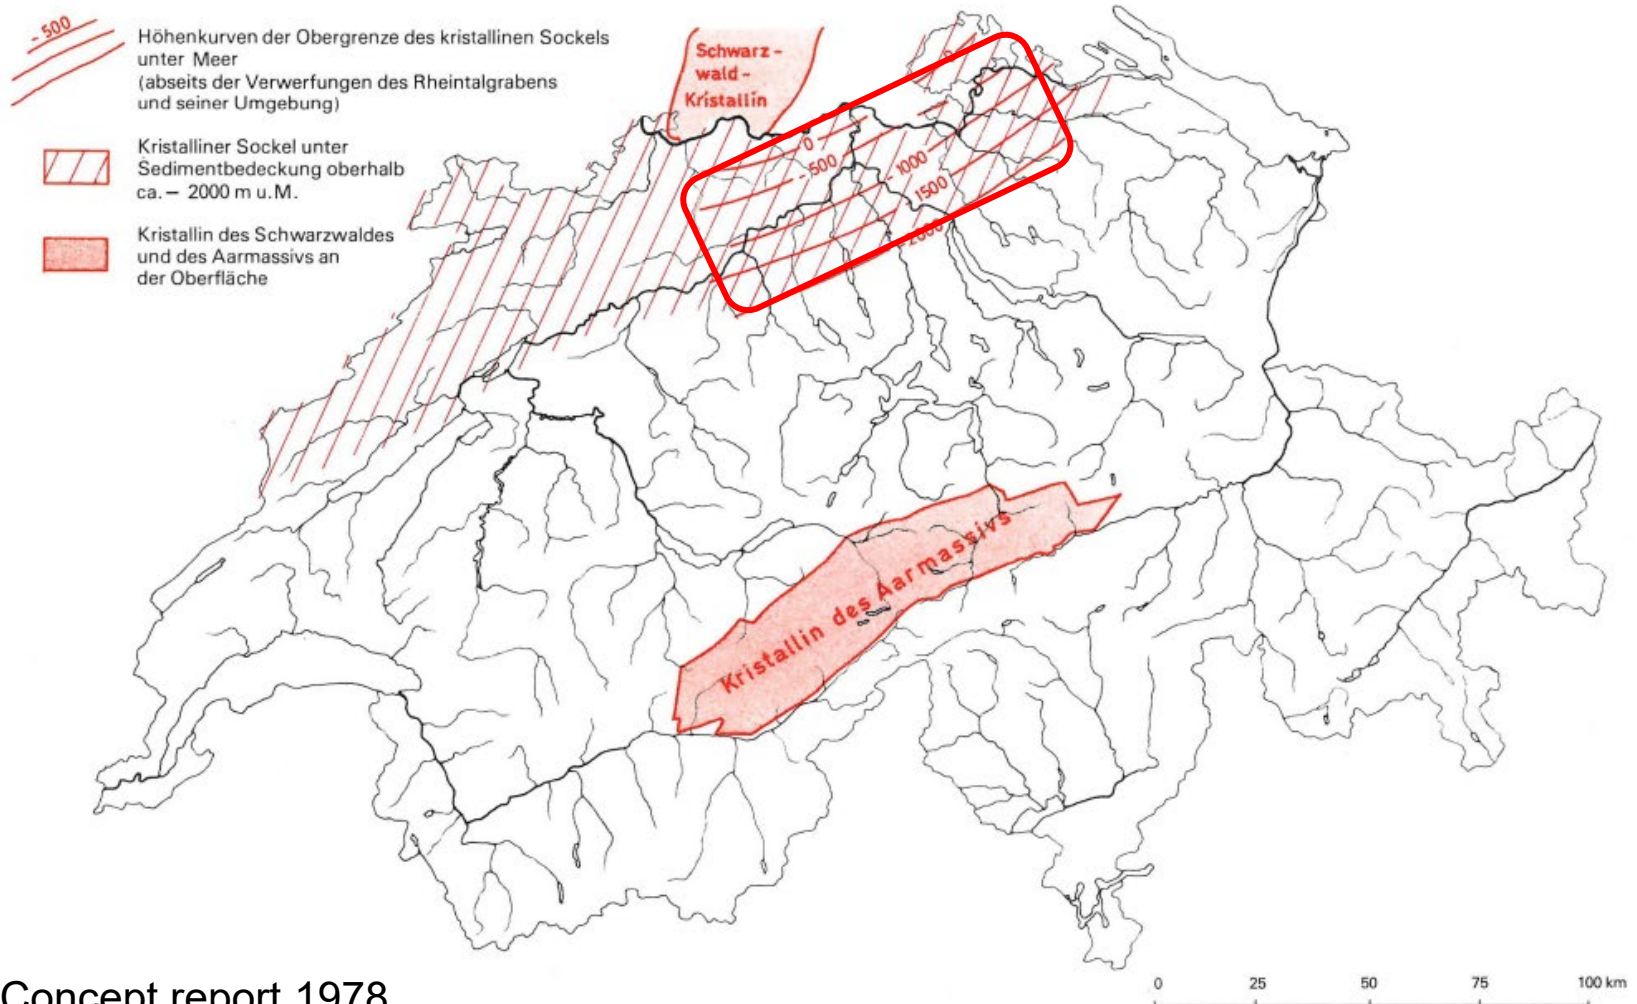 - 500
Höhenkurven der Obergrenze des kristallinen Sockels
unter Meer
(abseits der Verwerfungen des Rheintalgrabens
und seiner Umgebung)
Kristalliner Sockel unter
Sedimentbedeckung oberhalb
ca. – 2000 m u.M.
Kristallin des Schwarzwaldes
und des Aarmassivs an
der Oberfläche
Schwarz -
wald -
Kristallin
0
0
- 500
- 1000
- 1500
- 2000
Kristallin des Aarmassivs
Concept report 1978
0 25 50 75 100 km